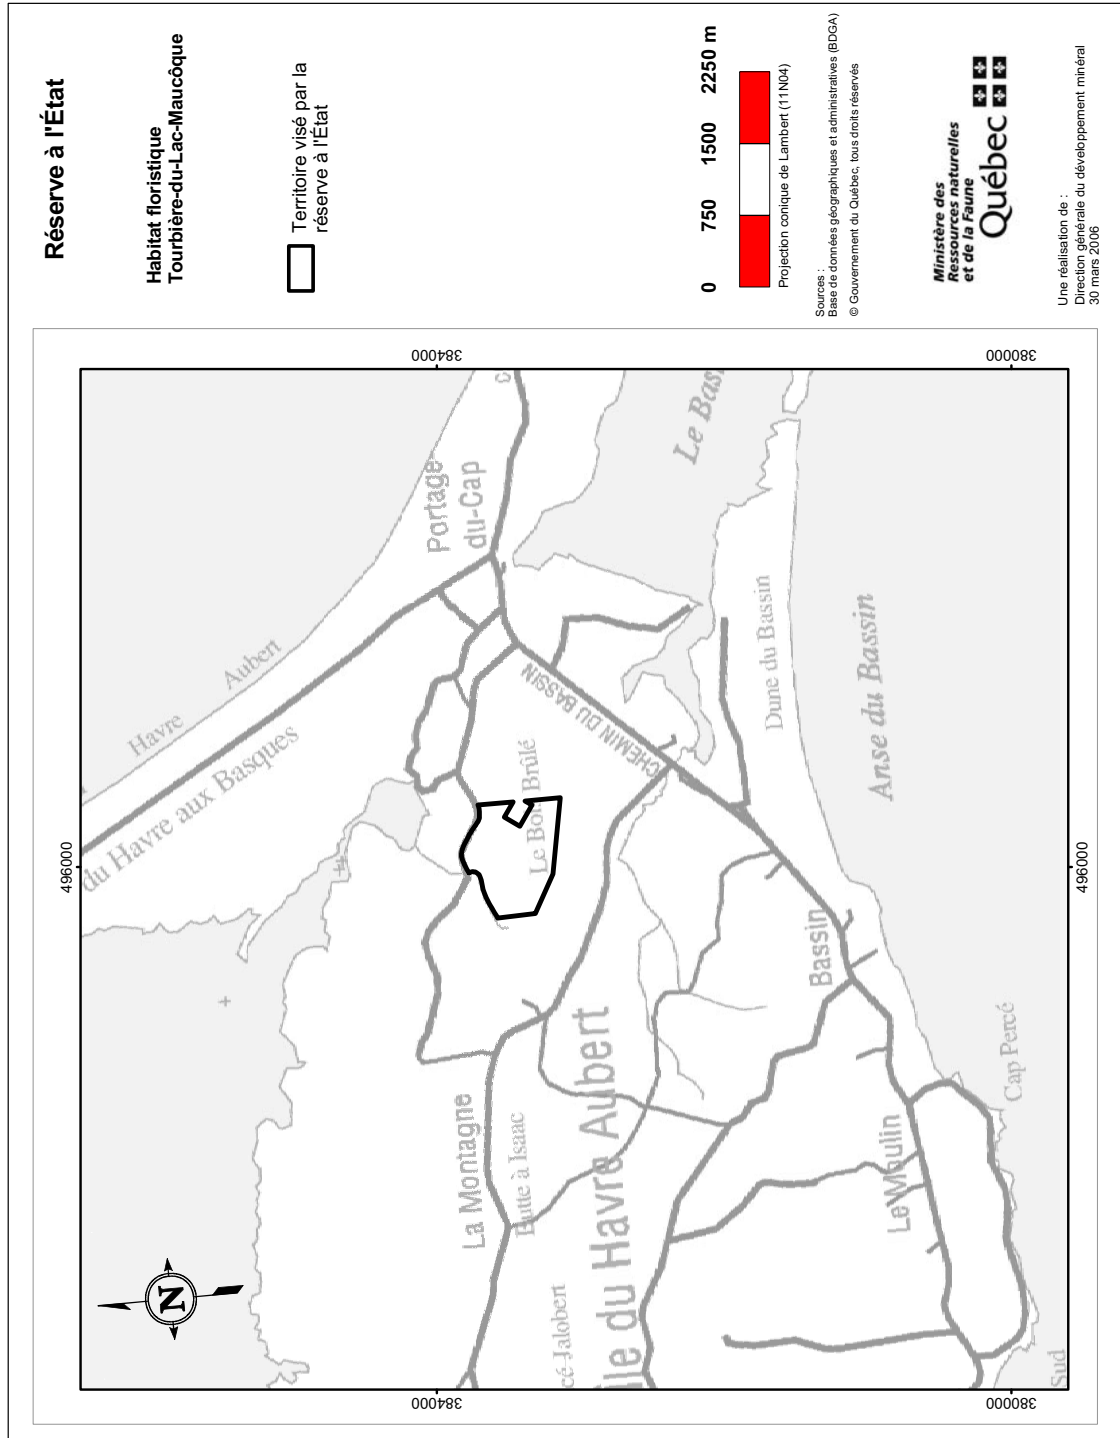 Réserve à l'État
Habitat floristique
Tourbière-du-Lac-Maucôque
Territoire visé par la
réserve à l'État
0 750 1500 2250 m
Projection conique de Lambert (11N04)
Sources :
Base de données géographiques et administratives (BDGA)
© Gouvernement du Québec, tous droits réservés
Ministère des
Ressources naturelles
et de la Faune
Québec
Une réalisation de :
Direction générale du développement minéral
30 mars 2006
496000
496000
384000
384000
380000
380000
N
du Havre aux Basques
Havre
Aubert
Portage-
du-Cap
Le Bas
CHEMIN DU BASSIN
Le Bois Brûlé
Dune du Bassin
Anse du Bassin
La Montagne
Butte à Isaac
cé-Jalobert
Île du Havre Aubert
Bassin
Le Moulin
Cap Percé
Sud